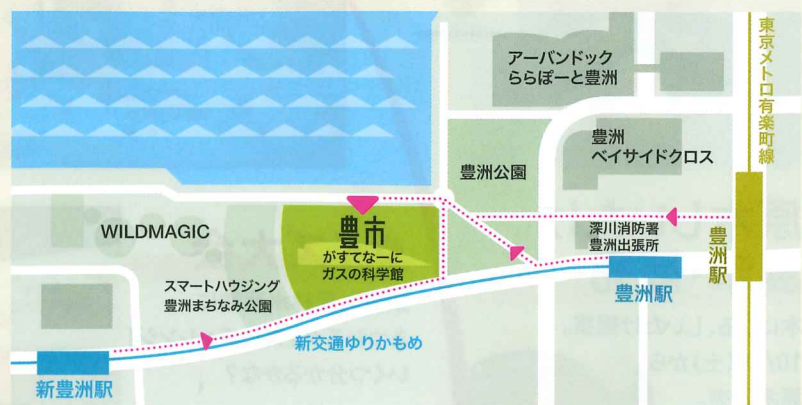 アーバンドック
ららぽーと豊洲
東京メトロ有楽町線
豊洲
ベイサイドクロス
豊洲公園
WILDMAGIC
豊市
がすてなーに
ガスの科学館
深川消防署
豊洲出張所
豊洲駅
豊洲駅
スマートハウジング
豊洲まちなみ公園
新交通ゆりかもめ
新豊洲駅